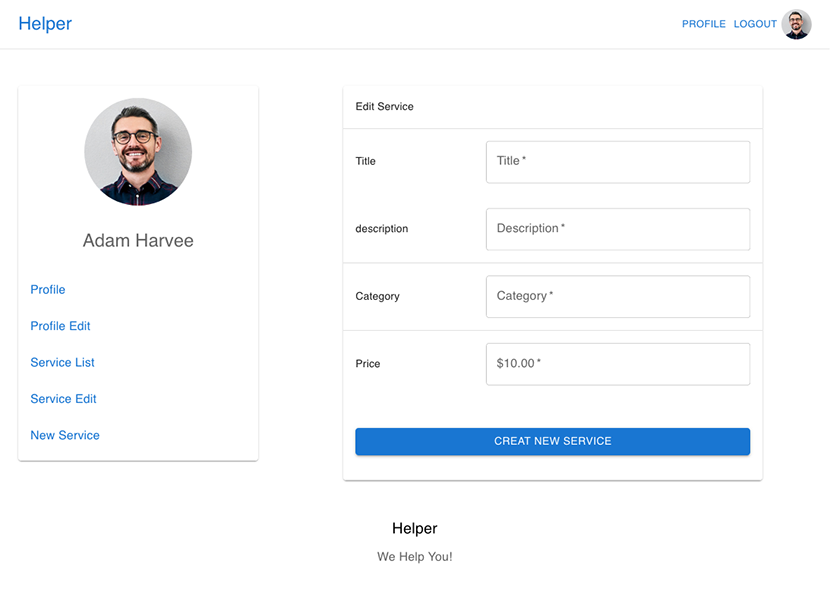 Helper
PROFILE LOGOUT
Adam Harvee
Profile
Profile Edit
Service List
Service Edit
New Service
Edit Service
Title Title *
description Description *
Category Category *
Price $10.00 *
CREAT NEW SERVICE
Helper
We Help You!